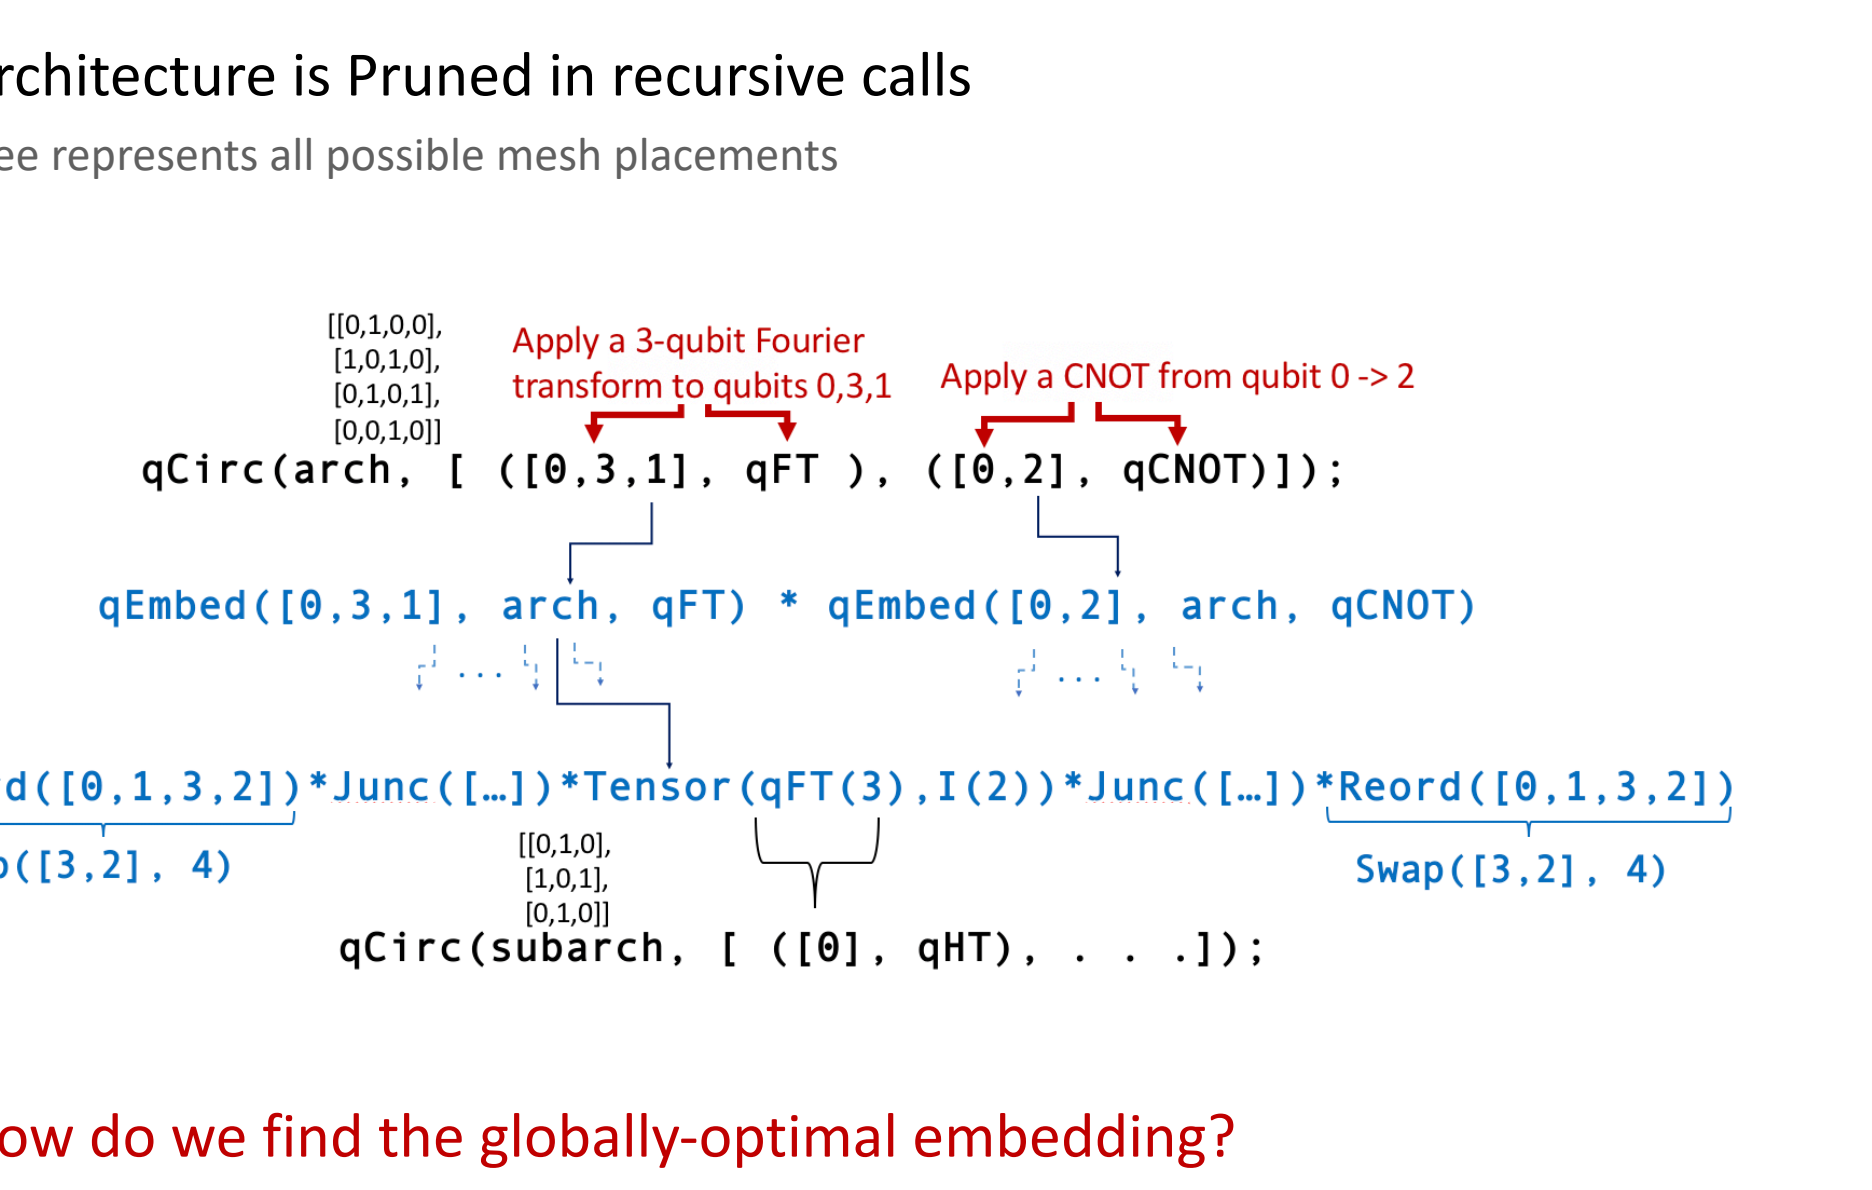 rchitecture is Pruned in recursive calls
ee represents all possible mesh placements
[[0,1,0,0],
[1,0,1,0],
[0,1,0,1],
[0,0,1,0]]
Apply a 3-qubit Fourier
transform to qubits 0,3,1
Apply a CNOT from qubit 0 -> 2
qCirc(arch, [ ([0,3,1], qFT ), ([0,2], qCNOT)]);
qEmbed([0,3,1], arch, qFT) * qEmbed([0,2], arch, qCNOT)
... ...
d([0,1,3,2])*Junc([…])*Tensor(qFT(3),I(2))*Junc([…])*Reord([0,1,3,2])
([3,2], 4)
Swap([3,2], 4)
[[0,1,0],
[1,0,1],
[0,1,0]]
qCirc(subarch, [ ([0], qHT), . . .]);
ow do we find the globally-optimal embedding?